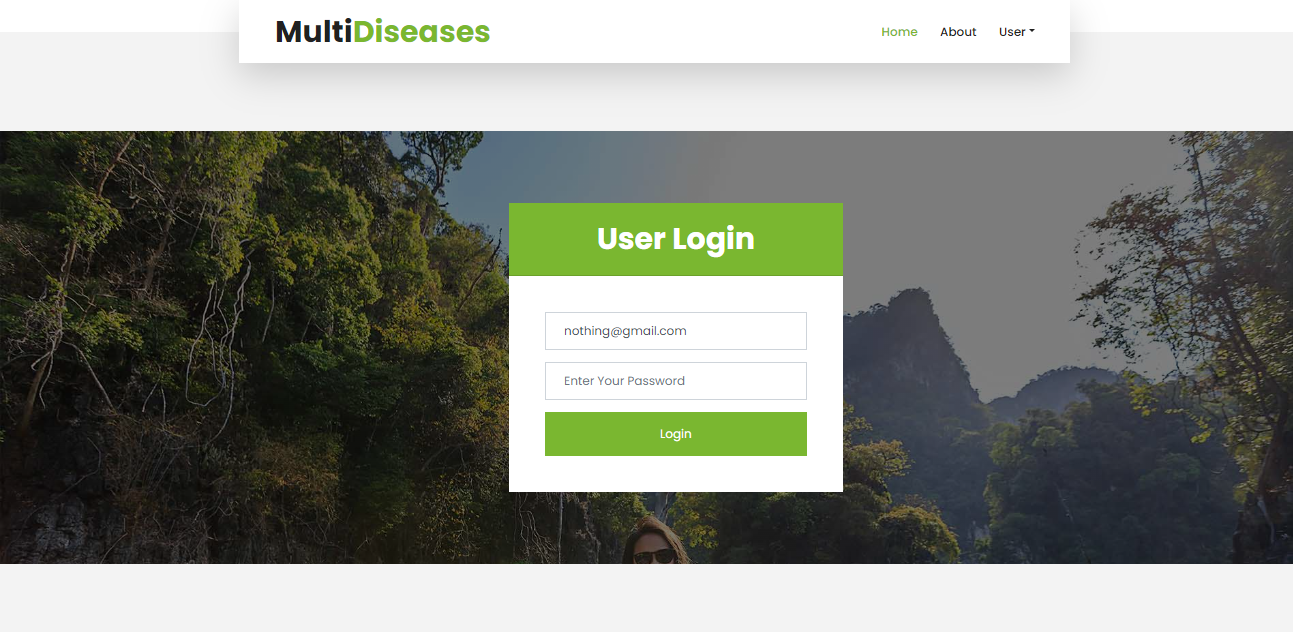 MultiDiseases
Home About User
User Login
nothing@gmail.com
Enter Your Password
Login